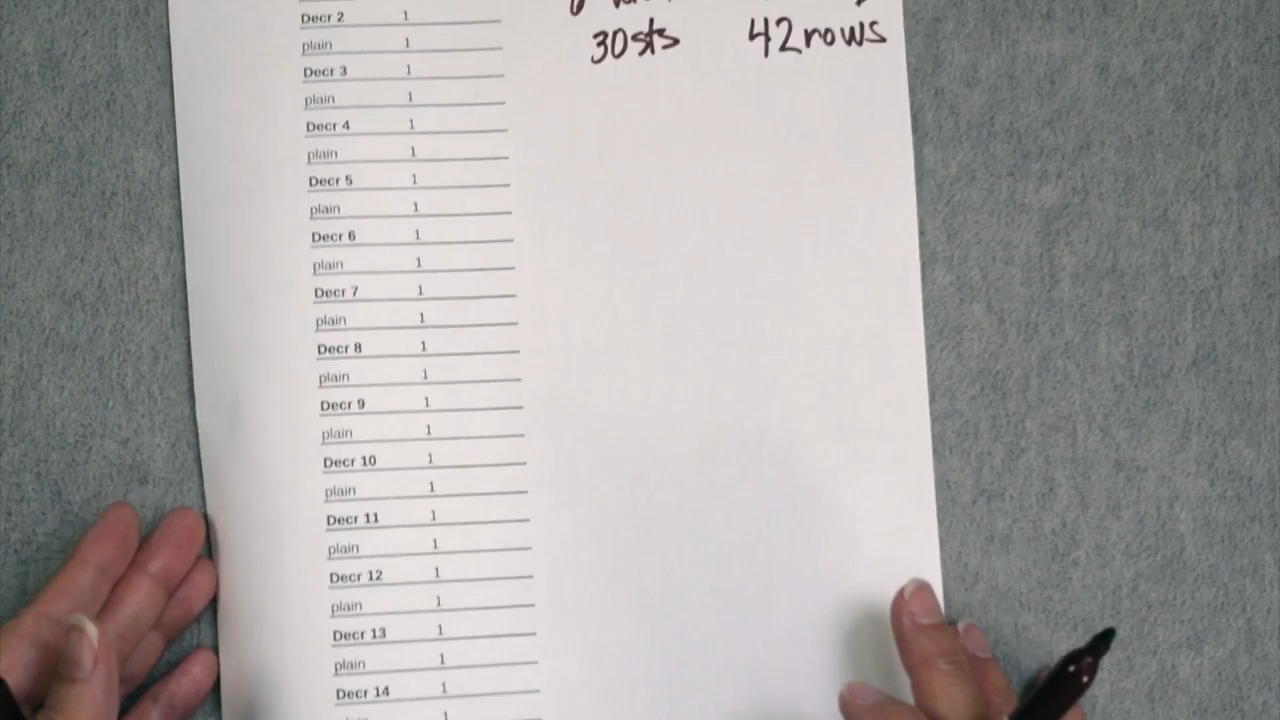 Decr 2 1
30sts 42rows
plain 1
Decr 3 1
plain 1
Decr 4 1
plain 1
Decr 5 1
plain 1
Decr 6 1
plain 1
Decr 7 1
plain 1
Decr 8 1
plain 1
Decr 9 1
plain 1
Decr 10 1
plain 1
Decr 11 1
plain 1
Decr 12 1
plain 1
Decr 13 1
plain 1
Decr 14 1
1